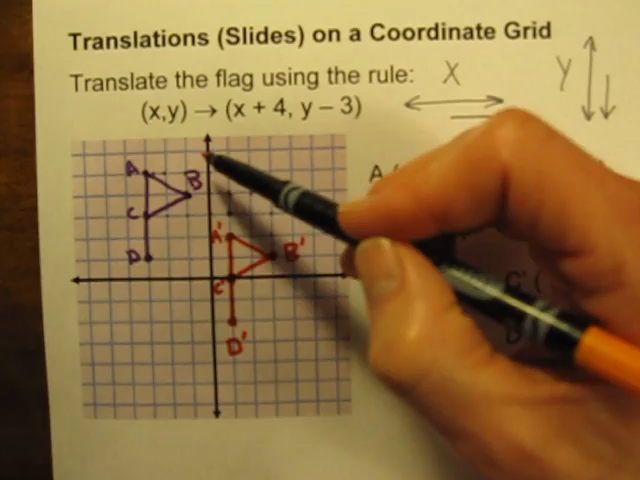 Translations (Slides) on a Coordinate Grid
Translate the flag using the rule: X Y
(x,y) → (x + 4, y – 3)
A
B
C
D
A (
A'
B'
C'
D'
C' (